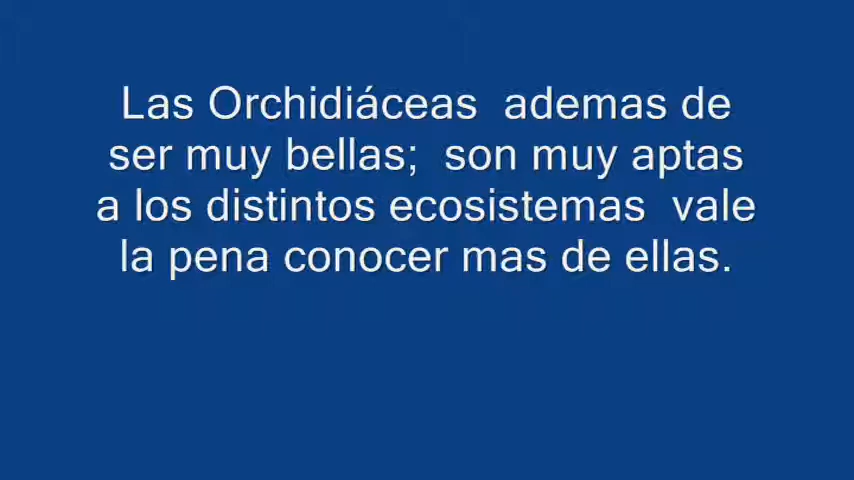 Las Orchidiáceas  ademas de
ser muy bellas;  son muy aptas
a los distintos ecosistemas  vale
la pena conocer mas de ellas.